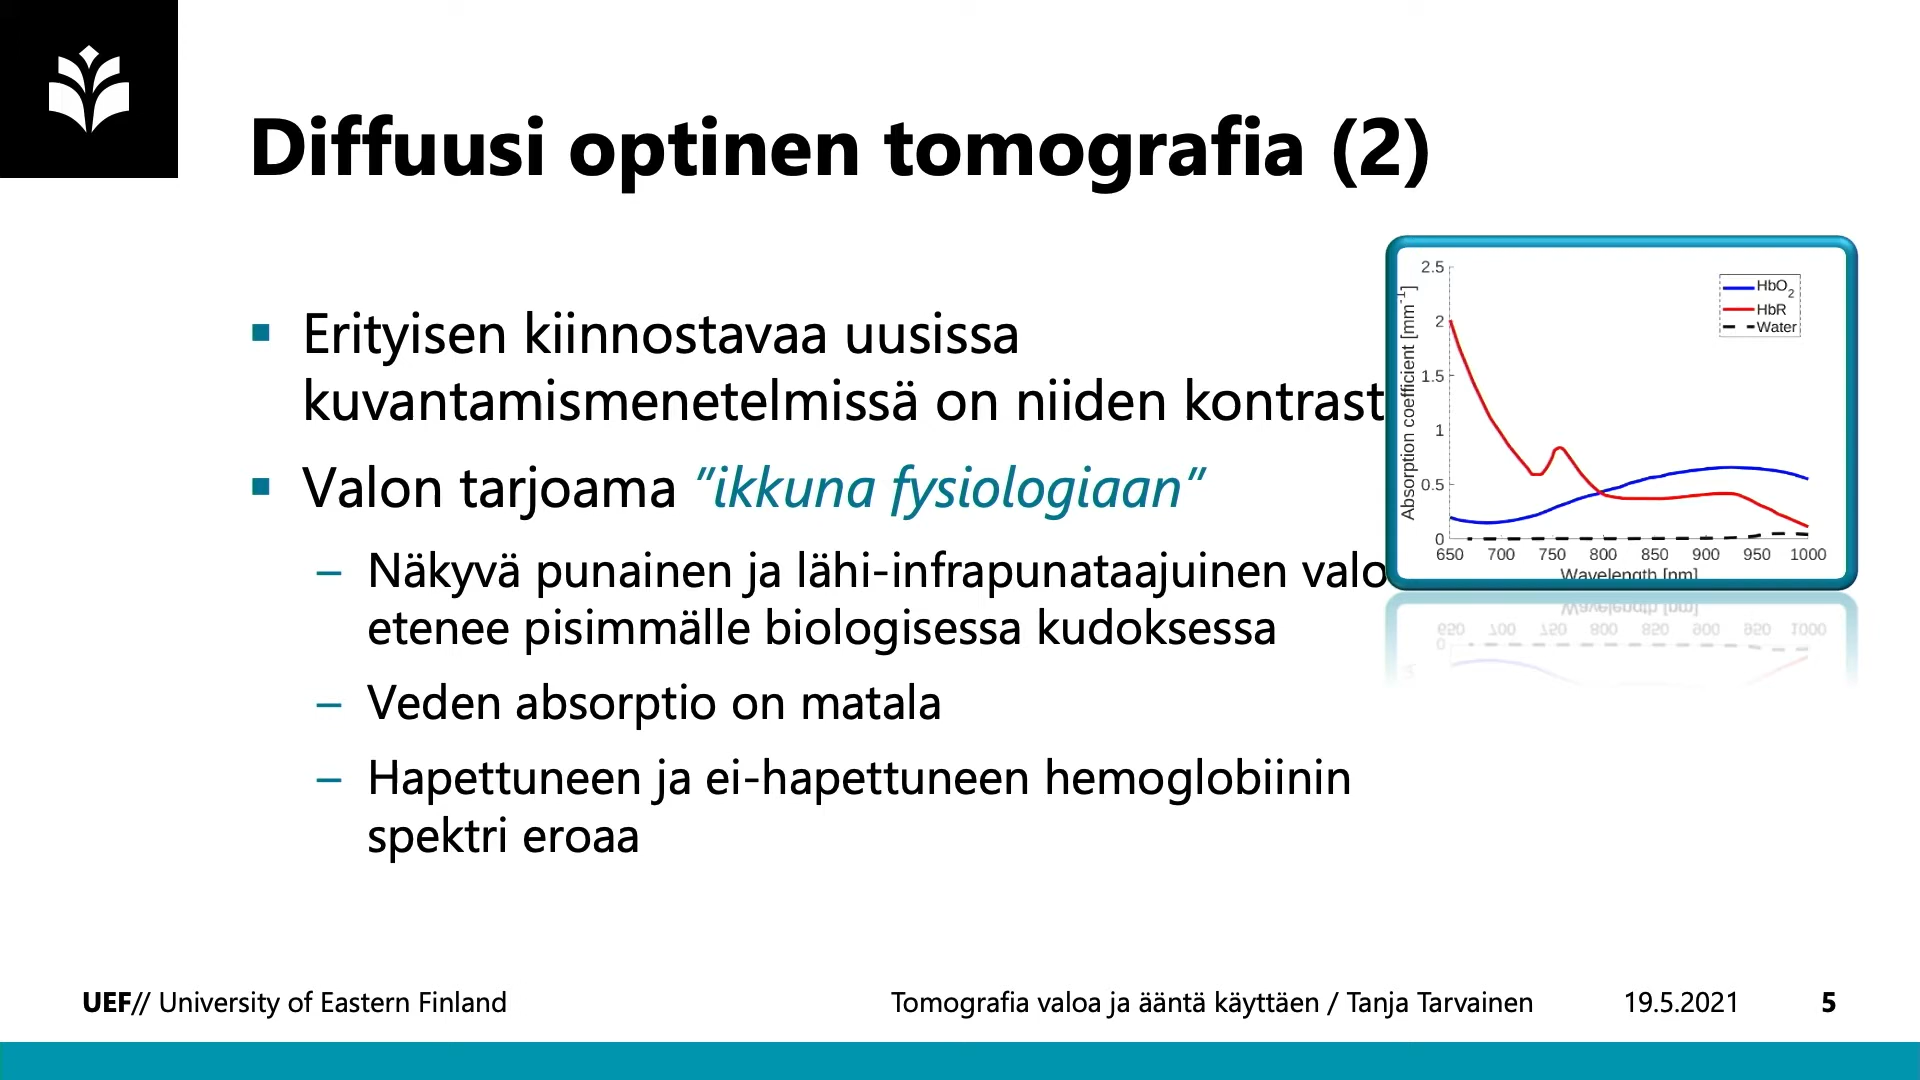 Diffuusi optinen tomografia (2)
Erityisen kiinnostavaa uusissa
kuvantamismenetelmissä on niiden kontrast
Valon tarjoama ”ikkuna fysiologiaan”
– Näkyvä punainen ja lähi-infrapunataajuinen valo
etenee pisimmälle biologisessa kudoksessa
– Veden absorptio on matala
– Hapettuneen ja ei-hapettuneen hemoglobiinin
spektri eroaa
Absorption coefficient [mm⁻¹]
2.5
2
1.5
1
0.5
0
650 700 750 800 850 900 950 1000
Wavelength [nm]
HbO₂
HbR
Water
UEF// University of Eastern Finland
Tomografia valoa ja ääntä käyttäen / Tanja Tarvainen
19.5.2021
5